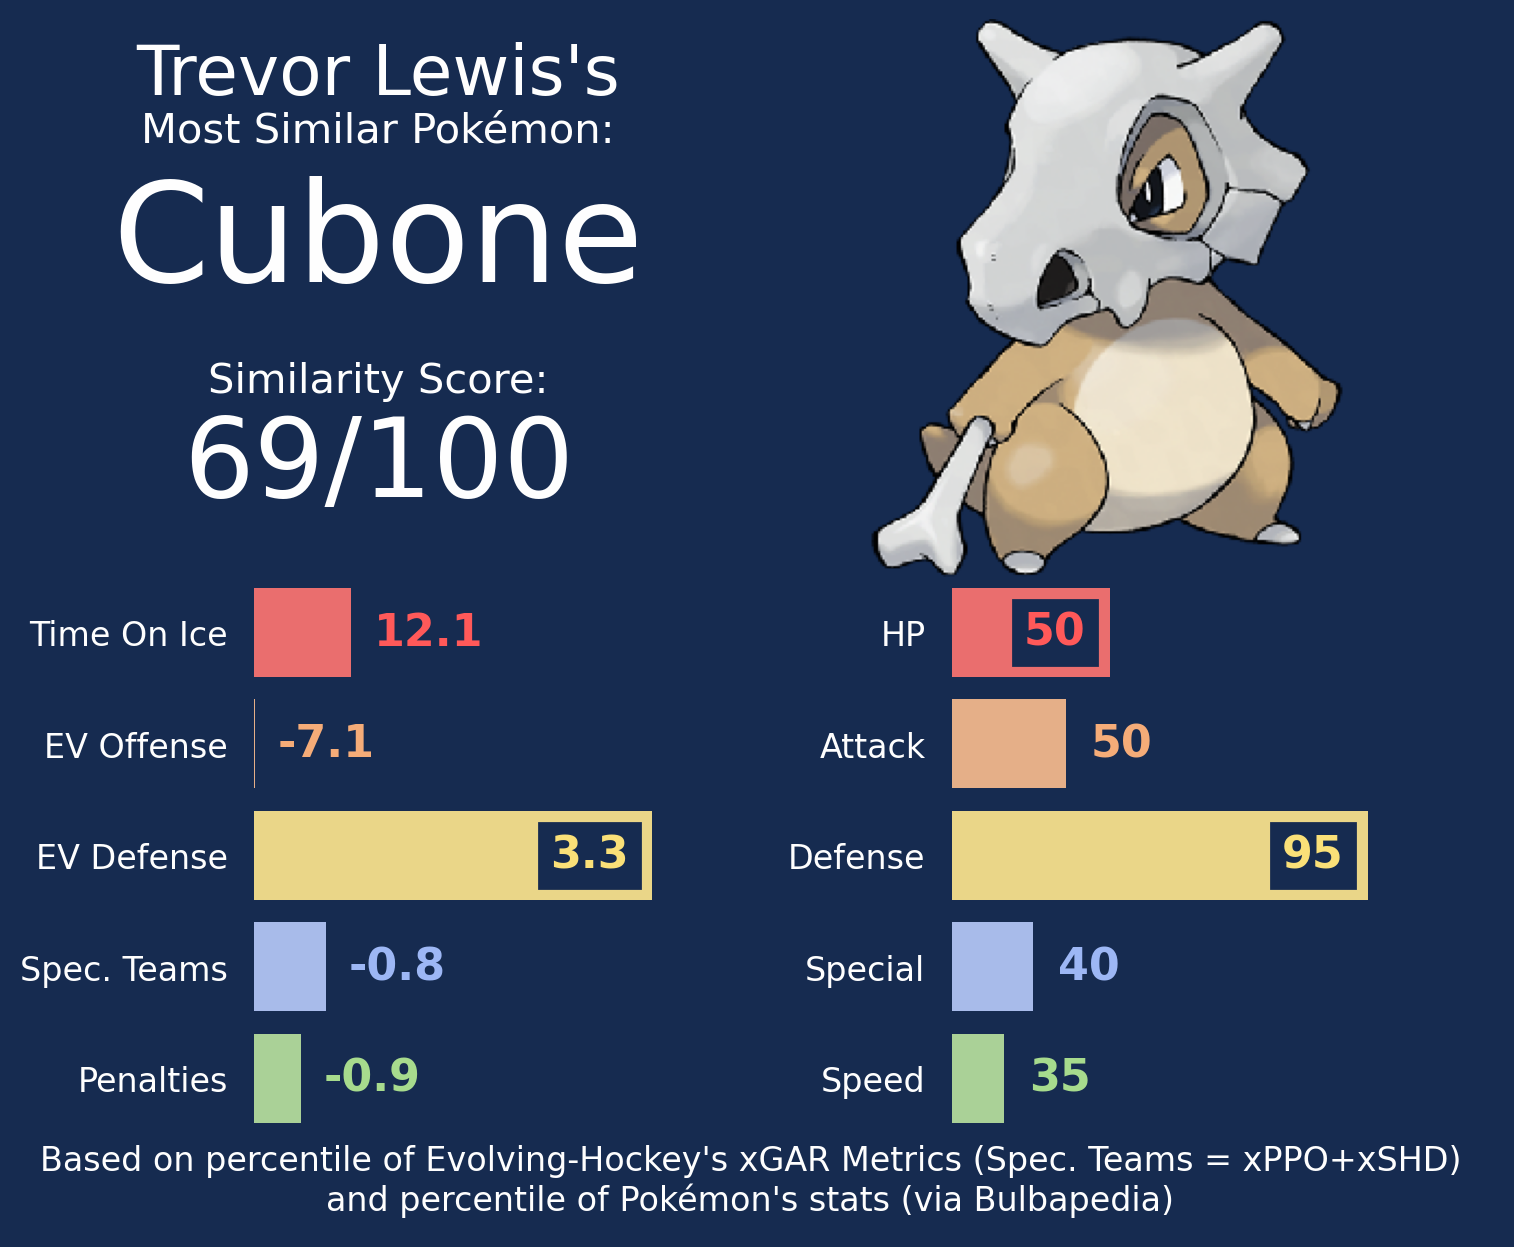 Trevor Lewis's
Most Similar Pokémon:
Cubone
Similarity Score:
69/100
Time On Ice 12.1
EV Offense -7.1
EV Defense 3.3
Spec. Teams -0.8
Penalties -0.9
HP 50
Attack 50
Defense 95
Special 40
Speed 35
Based on percentile of Evolving-Hockey's xGAR Metrics (Spec. Teams = xPPO+xSHD)
and percentile of Pokémon's stats (via Bulbapedia)